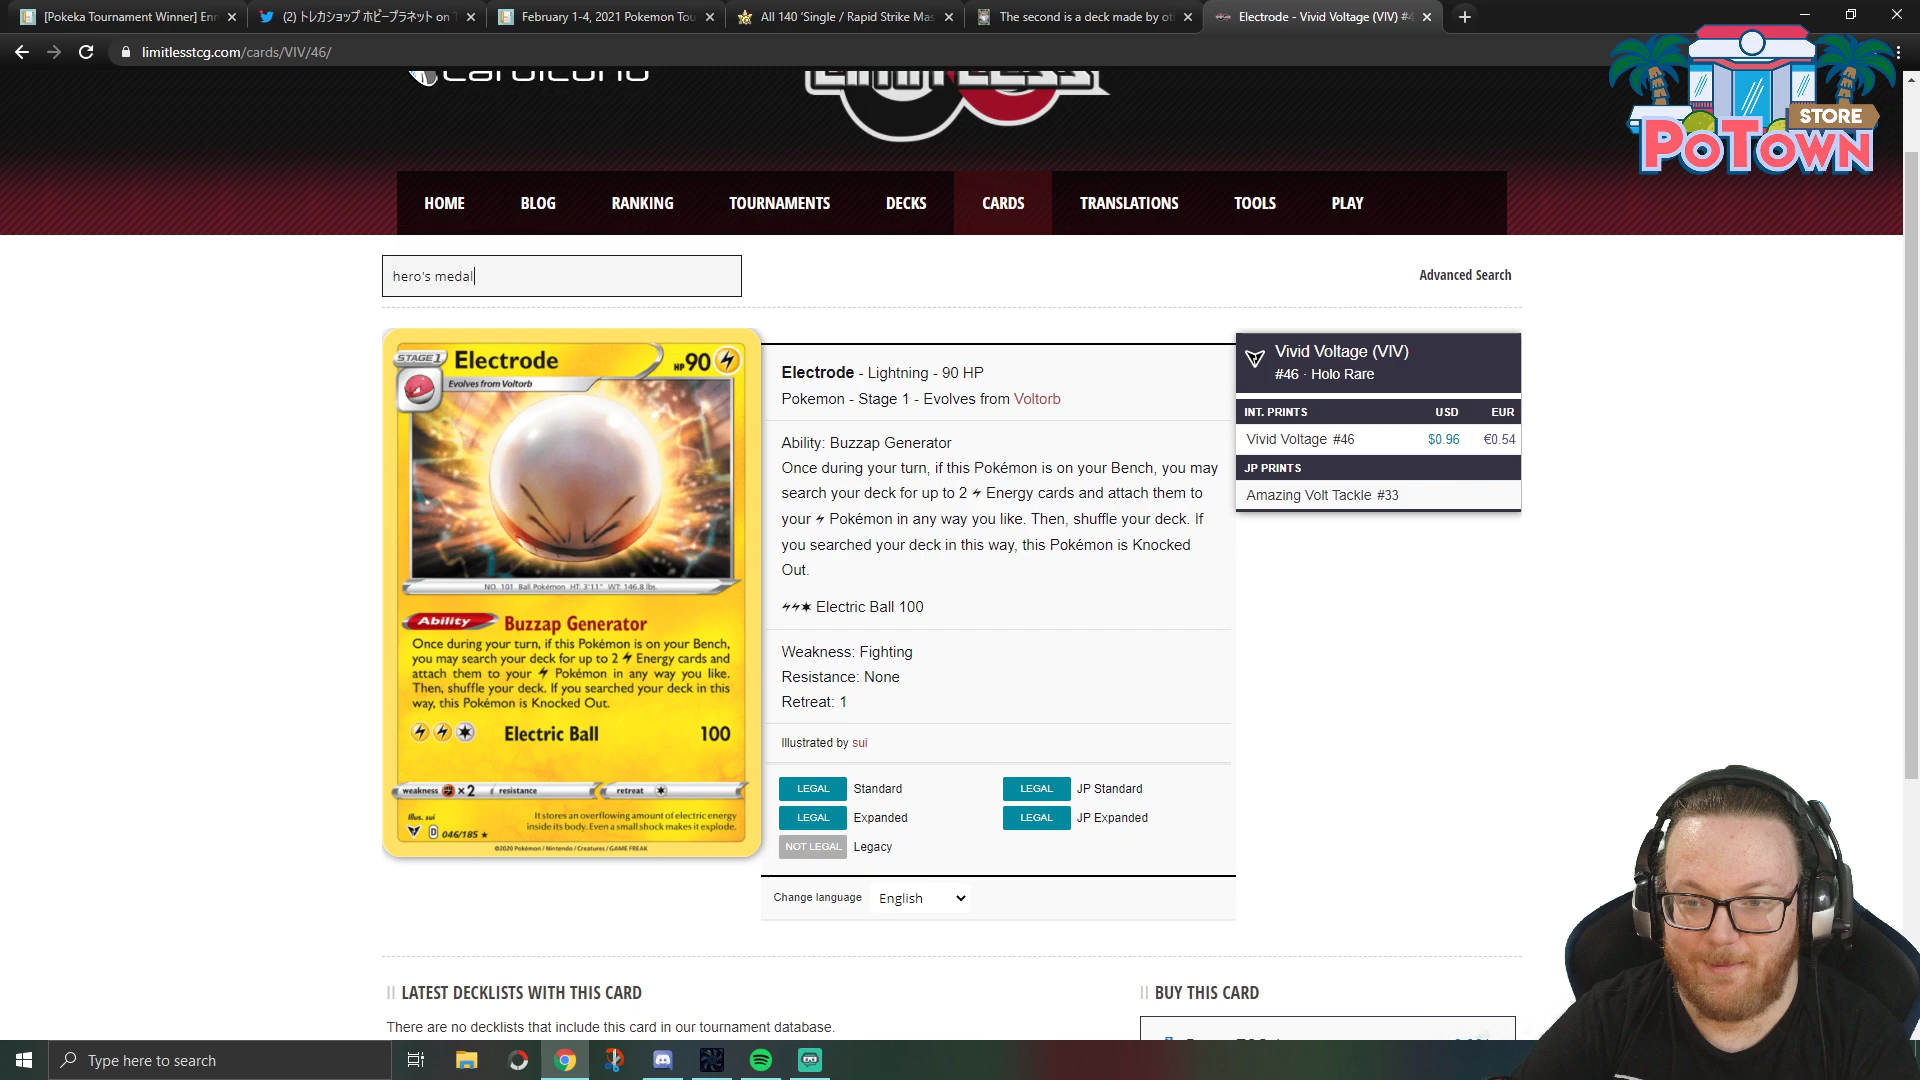 [Pokeka Tournament Winner] Enn
(2) トレカショップ ホビープラネット on T
February 1-4, 2021 Pokemon Tou
All 140 'Single / Rapid Strike Mas
The second is a deck made by ot
Electrode - Vivid Voltage (VIV) #4
limitlesstcg.com/cards/VIV/46/
STORE
PoTown
HOME
BLOG
RANKING
TOURNAMENTS
DECKS
CARDS
TRANSLATIONS
TOOLS
PLAY
hero's medal
Advanced Search
STAGE 1
Electrode
HP 90
Evolves from Voltorb
NO. 101 Ball Pokémon HT: 3'11" WT: 146.8 lbs.
Ability
Buzzap Generator
Once during your turn, if this Pokémon is on your Bench,
you may search your deck for up to 2 Energy cards and
attach them to your Pokémon in any way you like.
Then, shuffle your deck. If you searched your deck in this
way, this Pokémon is Knocked Out.
Electric Ball 100
weakness ×2 resistance retreat
Illus. sui
It stores an overflowing amount of electric energy
inside its body. Even a small shock makes it explode.
D 046/185 ★
©2020 Pokémon / Nintendo / Creatures / GAME FREAK
Electrode - Lightning - 90 HP
Pokemon - Stage 1 - Evolves from Voltorb
Ability: Buzzap Generator
Once during your turn, if this Pokémon is on your Bench, you may
search your deck for up to 2 Energy cards and attach them to
your Pokémon in any way you like. Then, shuffle your deck. If
you searched your deck in this way, this Pokémon is Knocked
Out.
Electric Ball 100
Weakness: Fighting
Resistance: None
Retreat: 1
Illustrated by sui
LEGAL Standard
LEGAL JP Standard
LEGAL Expanded
LEGAL JP Expanded
NOT LEGAL Legacy
Change language English
Vivid Voltage (VIV)
#46 · Holo Rare
INT. PRINTS USD EUR
Vivid Voltage #46 $0.96 €0.54
JP PRINTS
Amazing Volt Tackle #33
LATEST DECKLISTS WITH THIS CARD
There are no decklists that include this card in our tournament database.
BUY THIS CARD
Type here to search